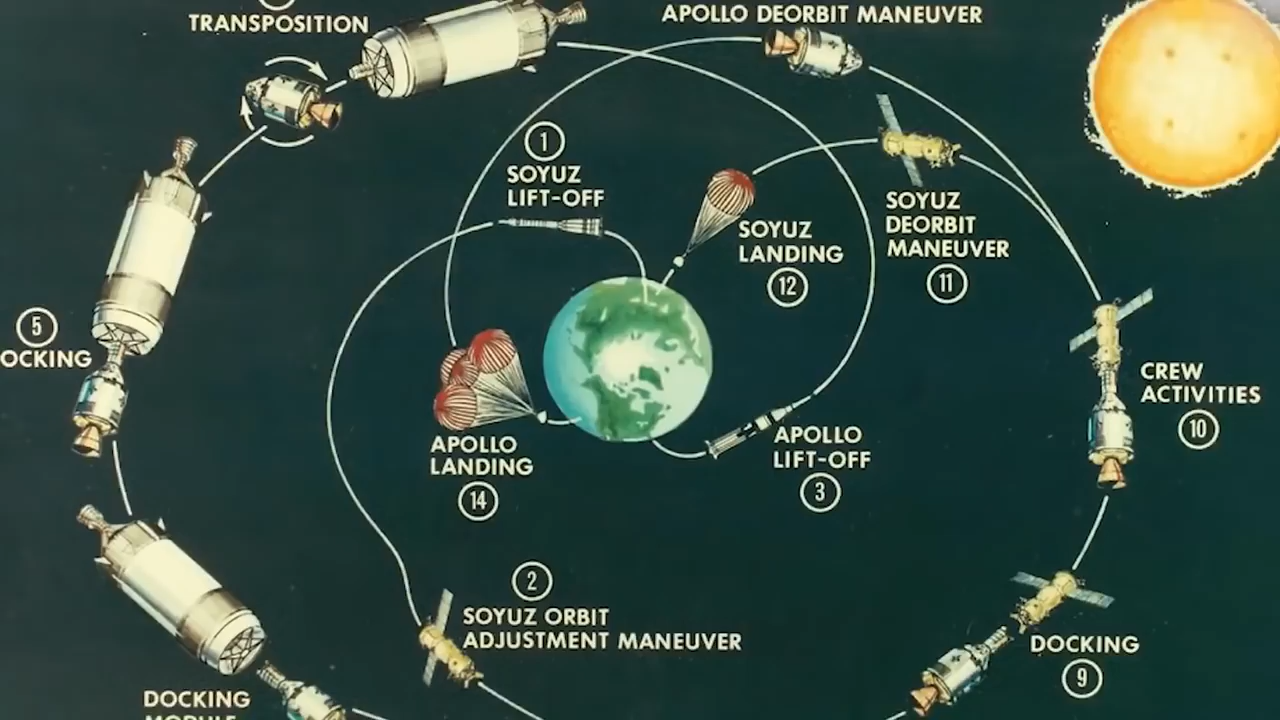 TRANSPOSITION
APOLLO DEORBIT MANEUVER
1
SOYUZ
LIFT-OFF
SOYUZ
LANDING
12
SOYUZ
DEORBIT
MANEUVER
11
5
OCKING
CREW
ACTIVITIES
10
APOLLO
LANDING
14
APOLLO
LIFT-OFF
3
2
SOYUZ ORBIT
ADJUSTMENT MANEUVER
DOCKING
9
DOCKING
MODULE